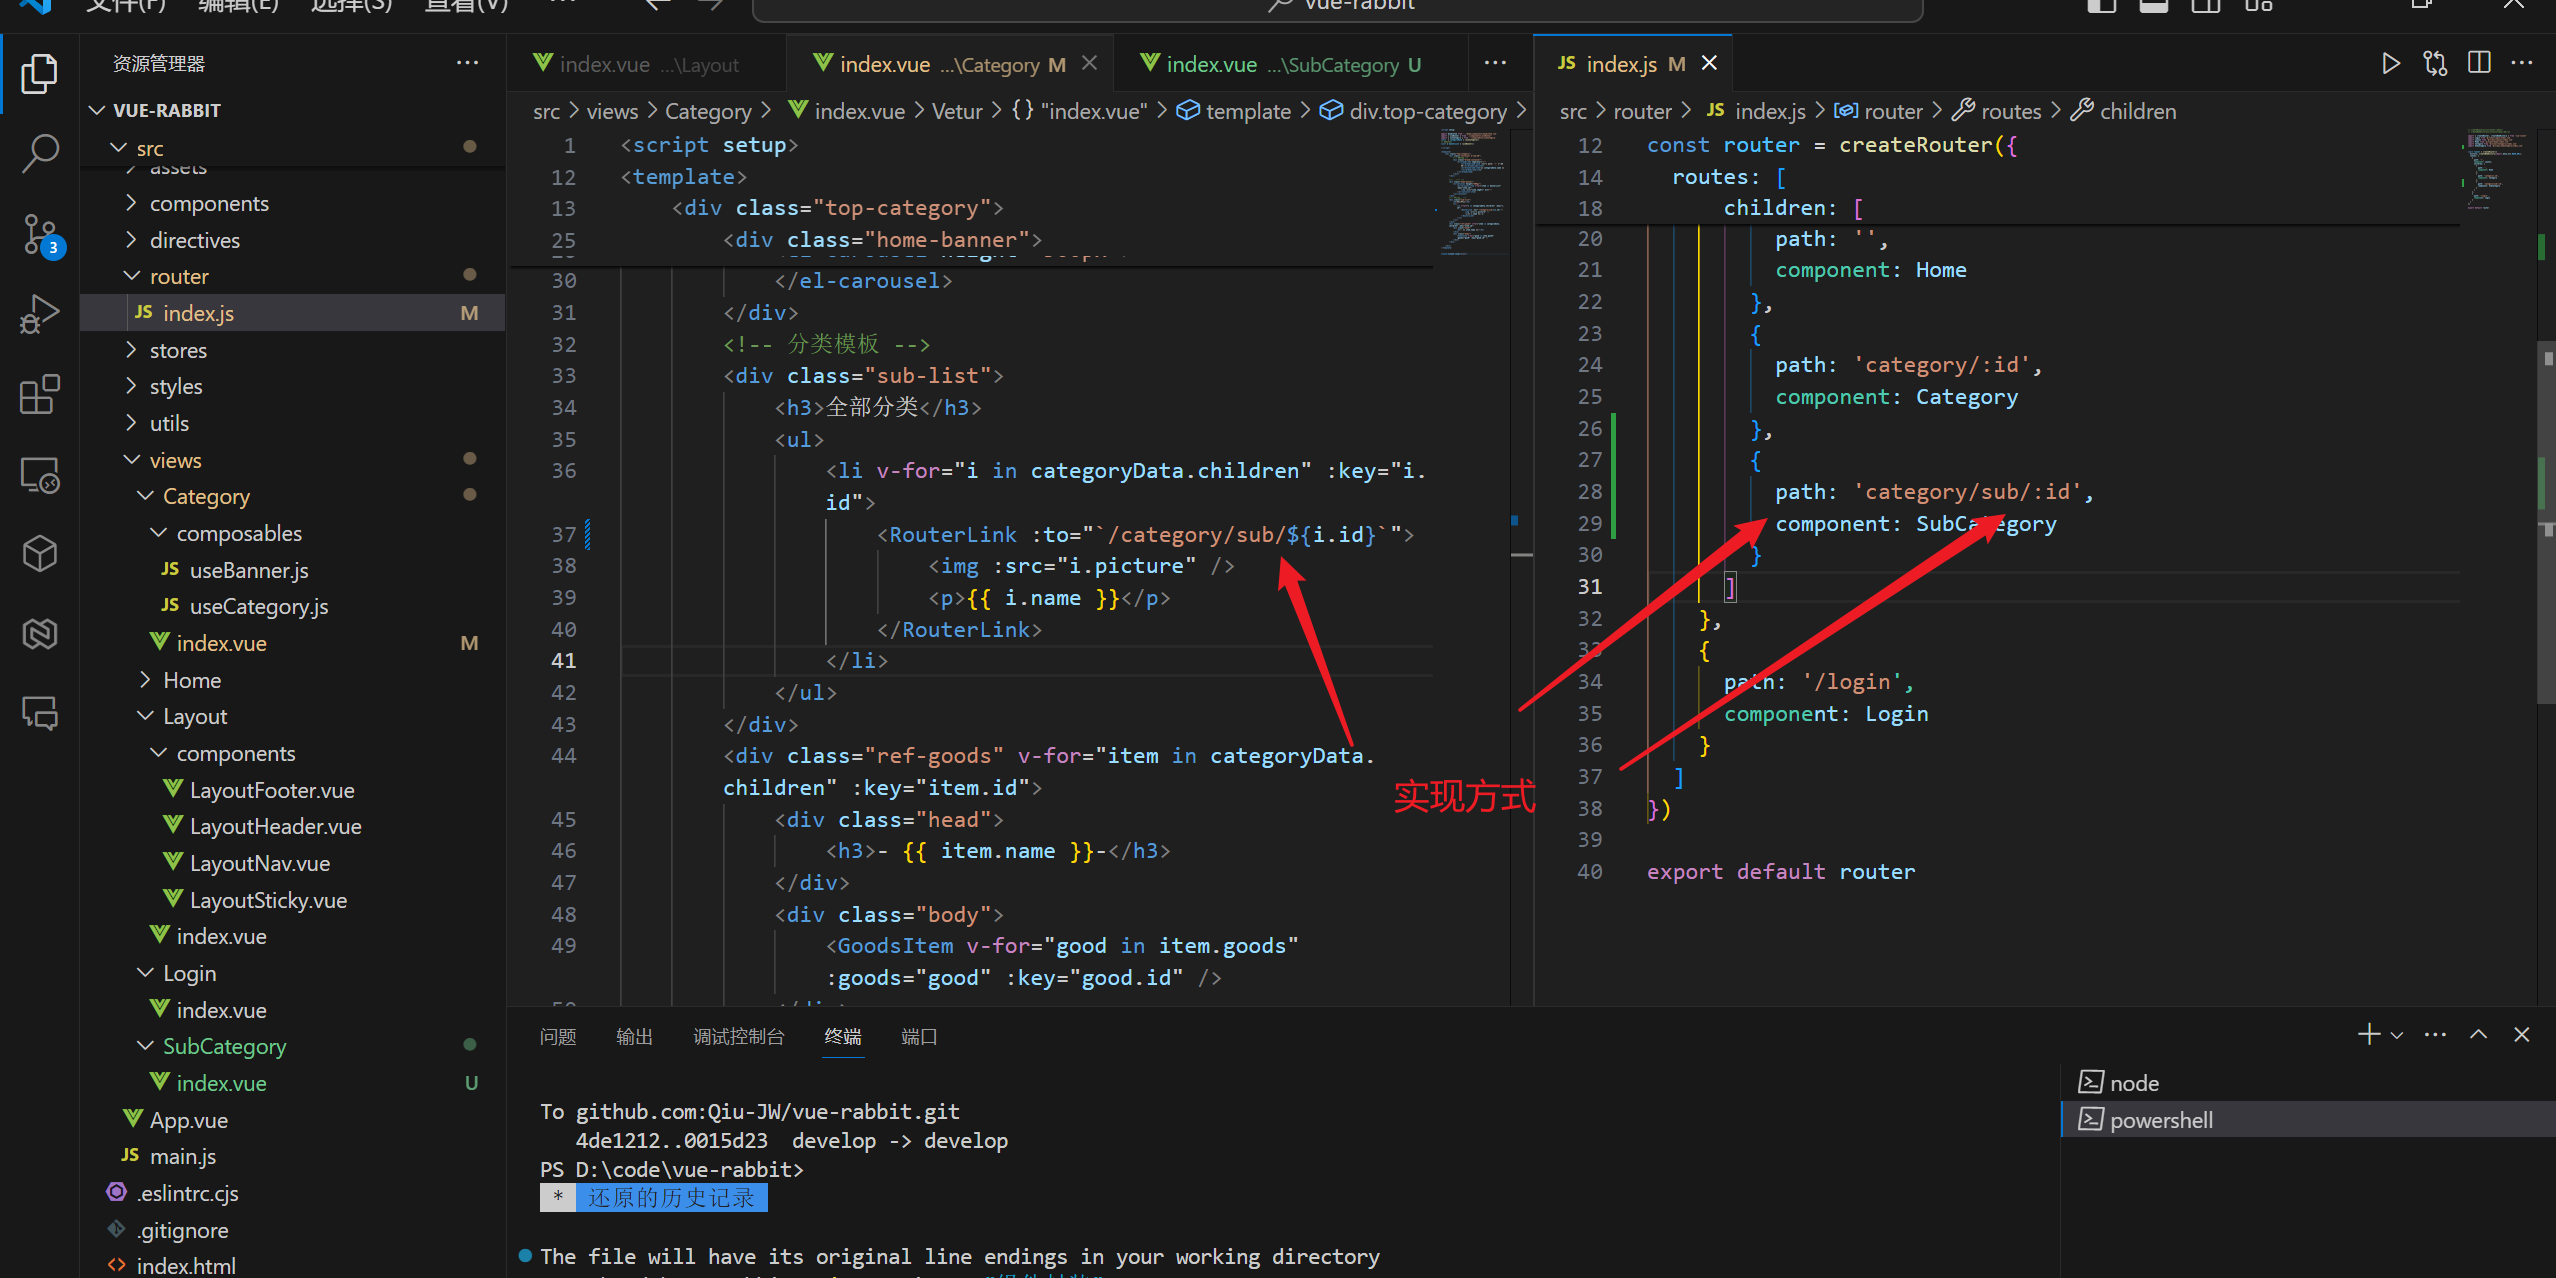 文件(F) 编辑(E) 选择(S) 查看(V) ··· vue-rabbit
资源管理器 ···
VUE-RABBIT
src
assets
components
directives
router
JS index.js M
stores
styles
utils
views
Category
composables
JS useBanner.js
JS useCategory.js
index.vue M
Home
Layout
components
LayoutFooter.vue
LayoutHeader.vue
LayoutNav.vue
LayoutSticky.vue
index.vue
Login
index.vue
SubCategory
index.vue U
App.vue
JS main.js
.eslintrc.cjs
.gitignore
index.html
3
index.vue ...\Layout
index.vue ...\Category M
index.vue ...\SubCategory U
src > views > Category > index.vue > Vetur > {} "index.vue" > template > div.top-category >
1 <script setup>
12 <template>
13 <div class="top-category">
25 <div class="home-banner">
30 </el-carousel>
31 </div>
32 <!-- 分类模板 -->
33 <div class="sub-list">
34 <h3>全部分类</h3>
35 <ul>
36 <li v-for="i in categoryData.children" :key="i.
id">
37 <RouterLink :to="`/category/sub/${i.id}`">
38 <img :src="i.picture" />
39 <p>{{ i.name }}</p>
40 </RouterLink>
41 </li>
42 </ul>
43 </div>
44 <div class="ref-goods" v-for="item in categoryData.
children" :key="item.id">
45 <div class="head">
46 <h3>- {{ item.name }}-</h3>
47 </div>
48 <div class="body">
49 <GoodsItem v-for="good in item.goods"
:goods="good" :key="good.id" />
实现方式
JS index.js M
src > router > JS index.js > router > routes > children
12 const router = createRouter({
14 routes: [
18 children: [
20 path: '',
21 component: Home
22 },
23 {
24 path: 'category/:id',
25 component: Category
26 },
27 {
28 path: 'category/sub/:id',
29 component: SubCategory
30 }
31 ]
32 },
33 {
34 path: '/login',
35 component: Login
36 }
37 ]
38 })
39
40 export default router
问题 输出 调试控制台 终端 端口
To github.com:Qiu-JW/vue-rabbit.git
4de1212..0015d23 develop -> develop
PS D:\code\vue-rabbit>
* 还原的历史记录
The file will have its original line endings in your working directory
node
powershell